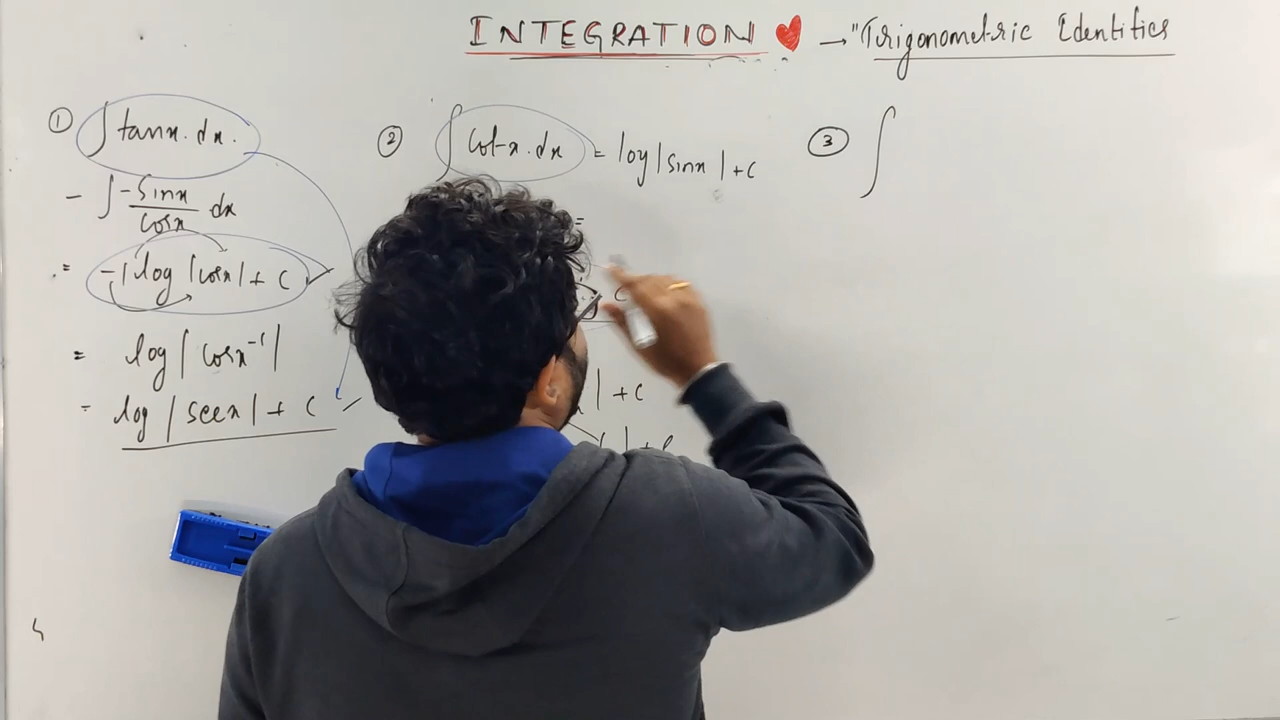 INTEGRATION ❤ → "Trigonometric Identities
① ∫ tanx. dx.
- ∫ -sinx/cosx dx
= -1 log |cosx| + c
= log | cosx⁻¹ |
= log | secx | + c
② ∫ cot x. dx = log |sinx | + c
=
c
| + c
| + c
③ ∫